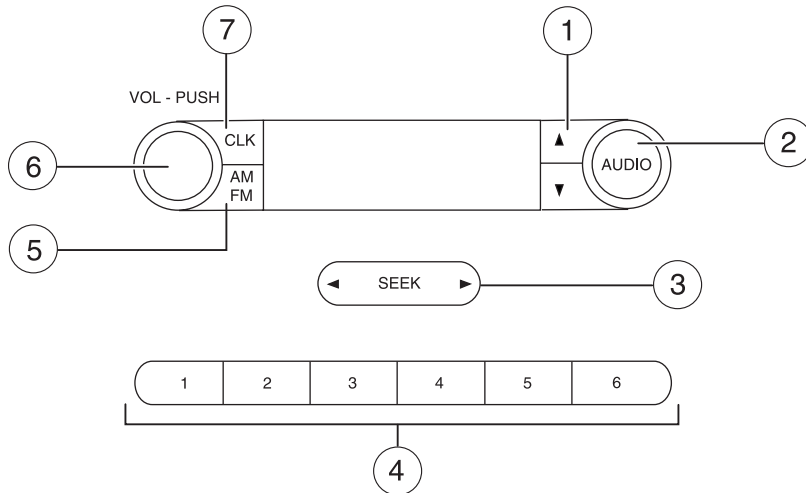 7
1
VOL - PUSH
CLK
▲
2
6
AUDIO
AM
FM
▼
5
◄ SEEK ►
3
1 2 3 4 5 6
4